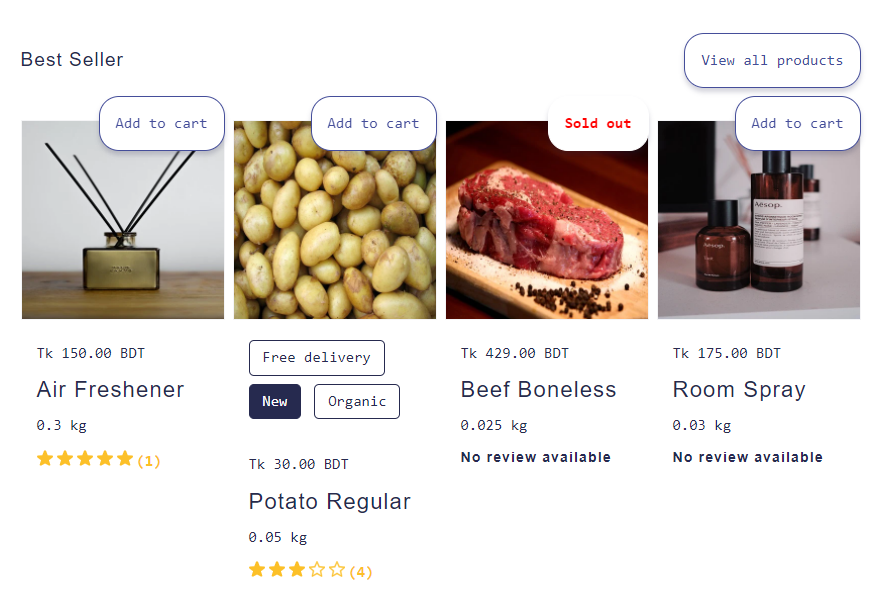 Best Seller
View all products
Add to cart
Add to cart
Sold out
Add to cart
Aesop.
Aesop.
Tk 150.00 BDT
Air Freshener
0.3 kg
(1)
Free delivery
New
Organic
Tk 30.00 BDT
Potato Regular
0.05 kg
(4)
Tk 429.00 BDT
Beef Boneless
0.025 kg
No review available
Tk 175.00 BDT
Room Spray
0.03 kg
No review available